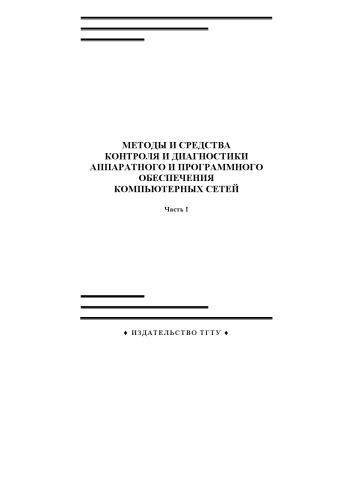 МЕТОДЫ И СРЕДСТВА
КОНТРОЛЯ И ДИАГНОСТИКИ
АППАРАТНОГО И ПРОГРАММНОГО
ОБЕСПЕЧЕНИЯ
КОМПЬЮТЕРНЫХ СЕТЕЙ
Часть 1
♦ ИЗДАТЕЛЬСТВО ТГТУ ♦